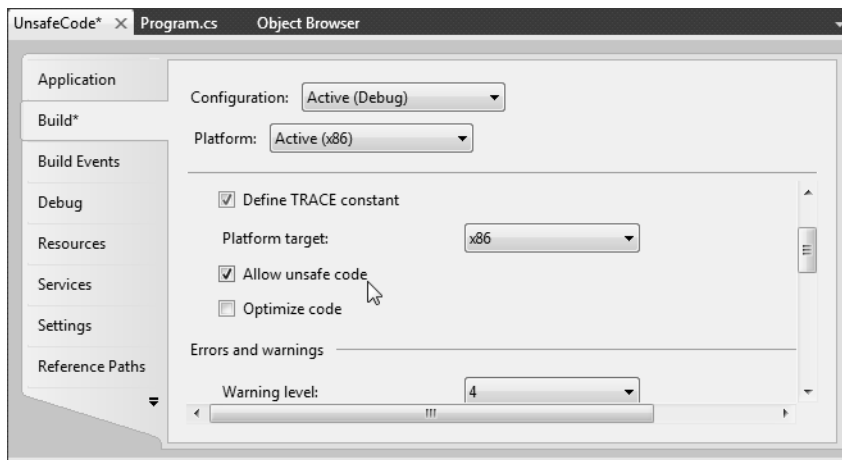 UnsafeCode* Program.cs Object Browser
Application
Build*
Build Events
Debug
Resources
Services
Settings
Reference Paths
Configuration: Active (Debug)
Platform: Active (x86)
Define TRACE constant
Platform target: x86
Allow unsafe code
Optimize code
Errors and warnings
Warning level: 4